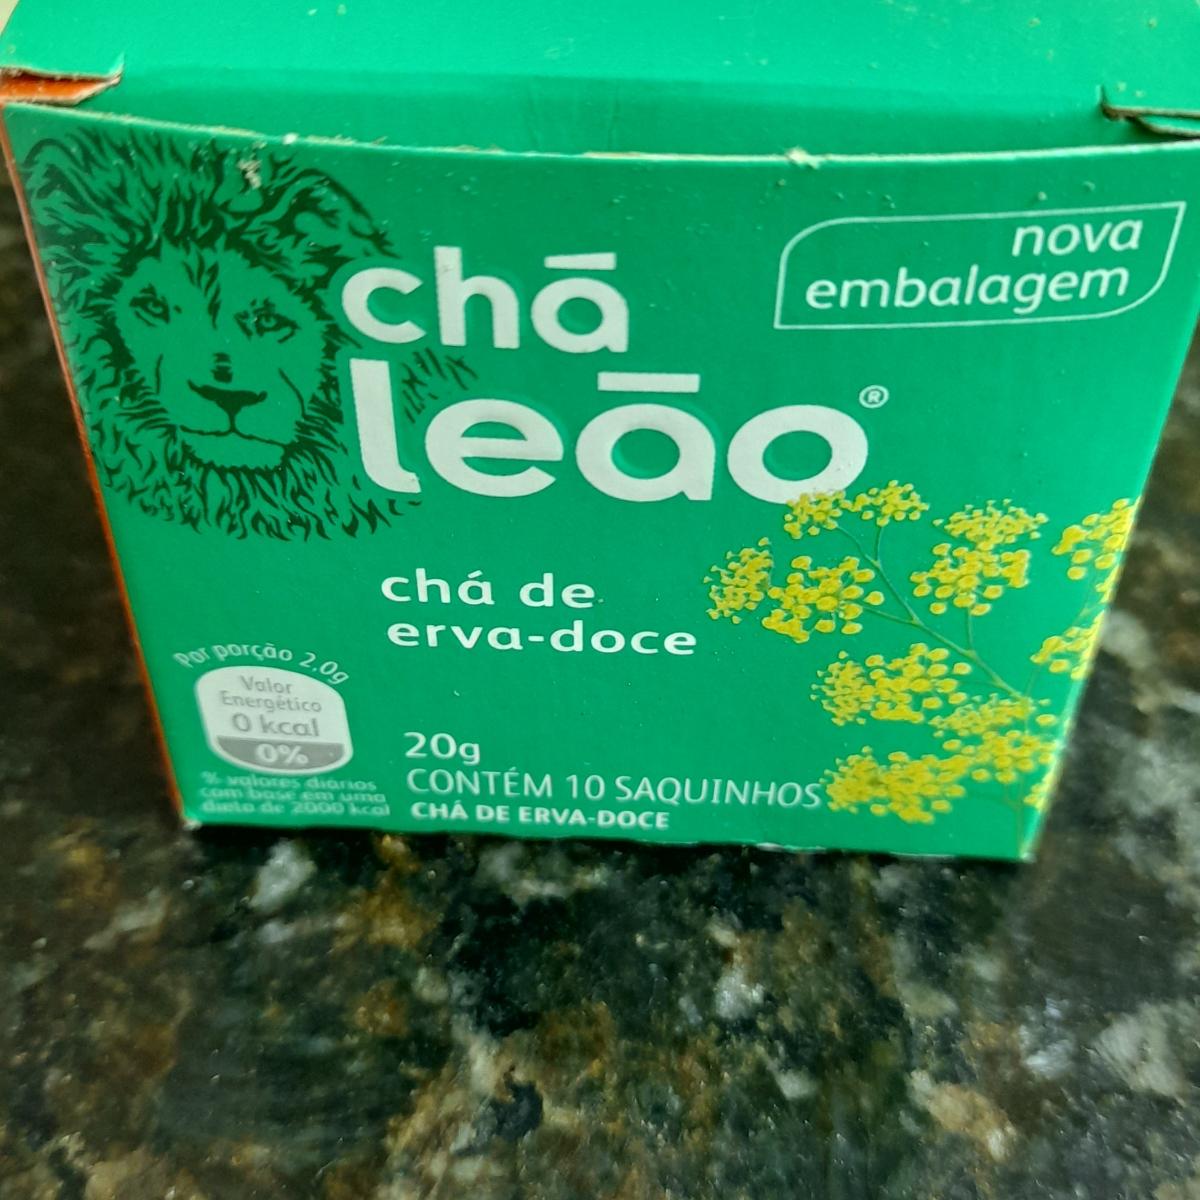 nova
embalagem
chá
leão®
chá de
erva-doce
Por porção 2,0g
Valor
Energético
0 kcal
0%
% valores diários
com base em uma
dieta de 2000 kcal
20g
CONTÉM 10 SAQUINHOS
CHÁ DE ERVA-DOCE